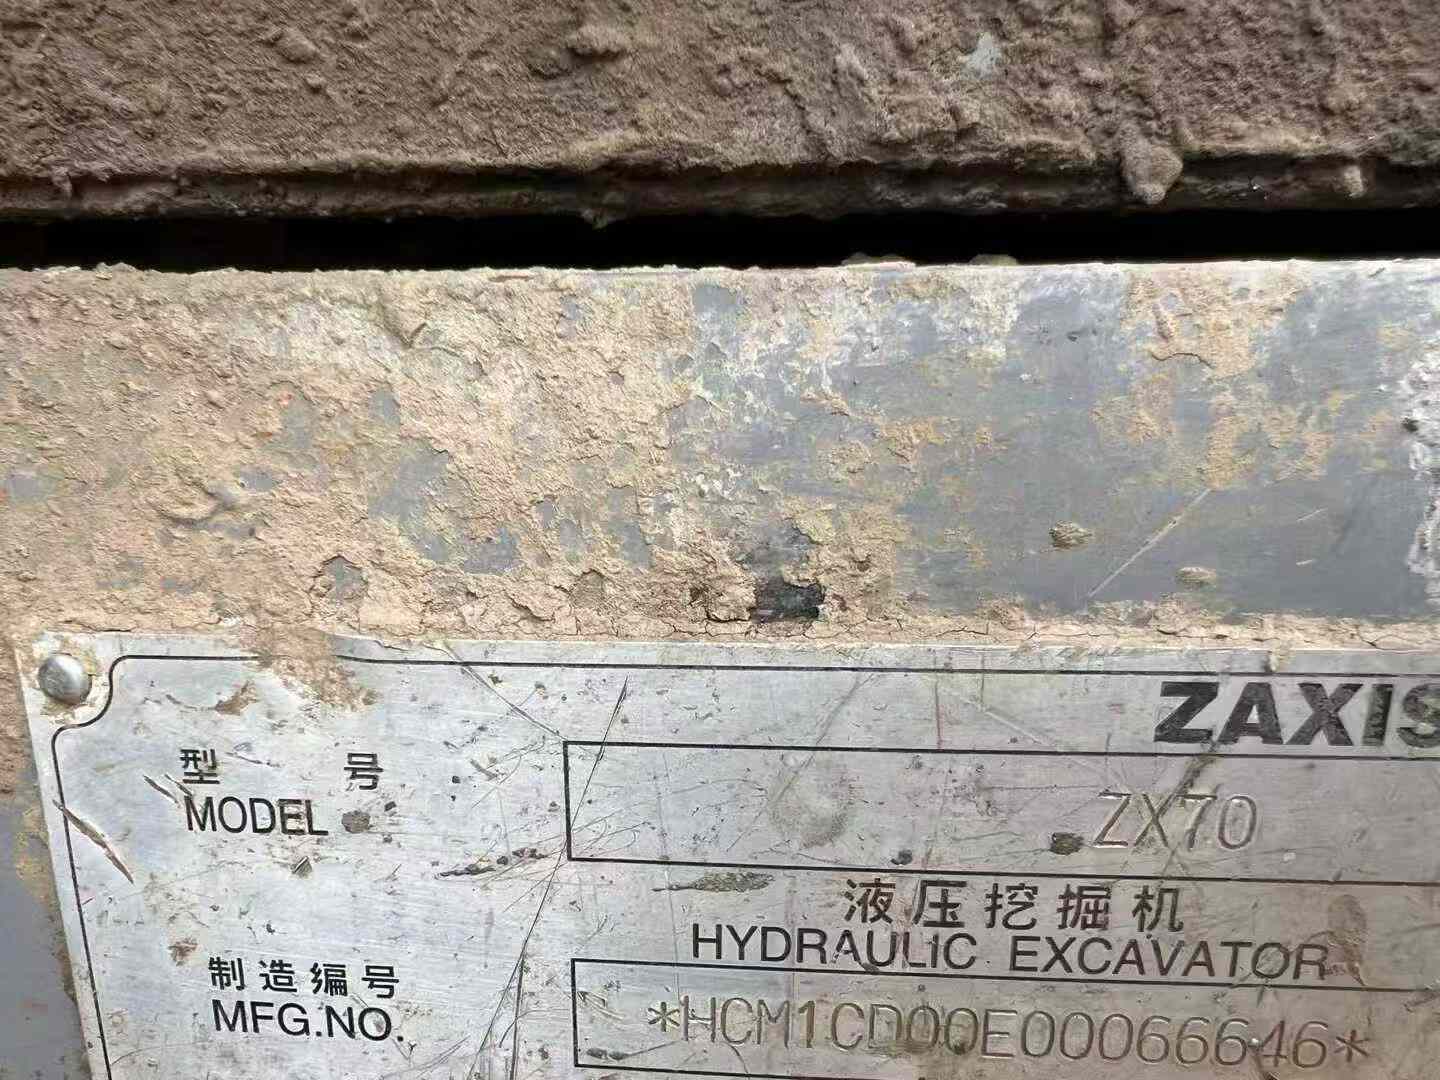 ZAXIS
型 号
MODEL
ZX70
液压挖掘机
HYDRAULIC EXCAVATOR
制造编号
MFG.NO.
*HCM1CD00E00066646*